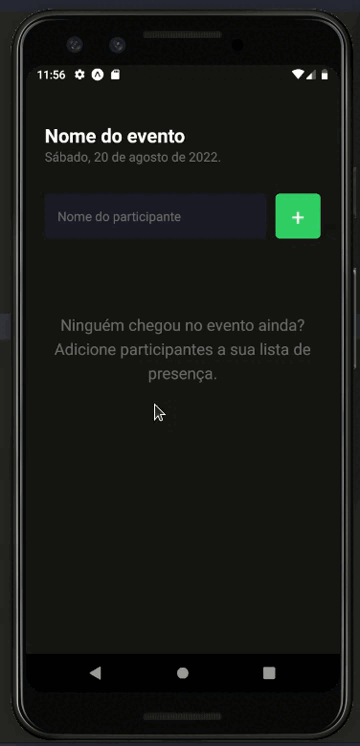 11:56
Nome do evento
Sábado, 20 de agosto de 2022.
Nome do participante
+
Ninguém chegou no evento ainda?
Adicione participantes a sua lista de
presença.